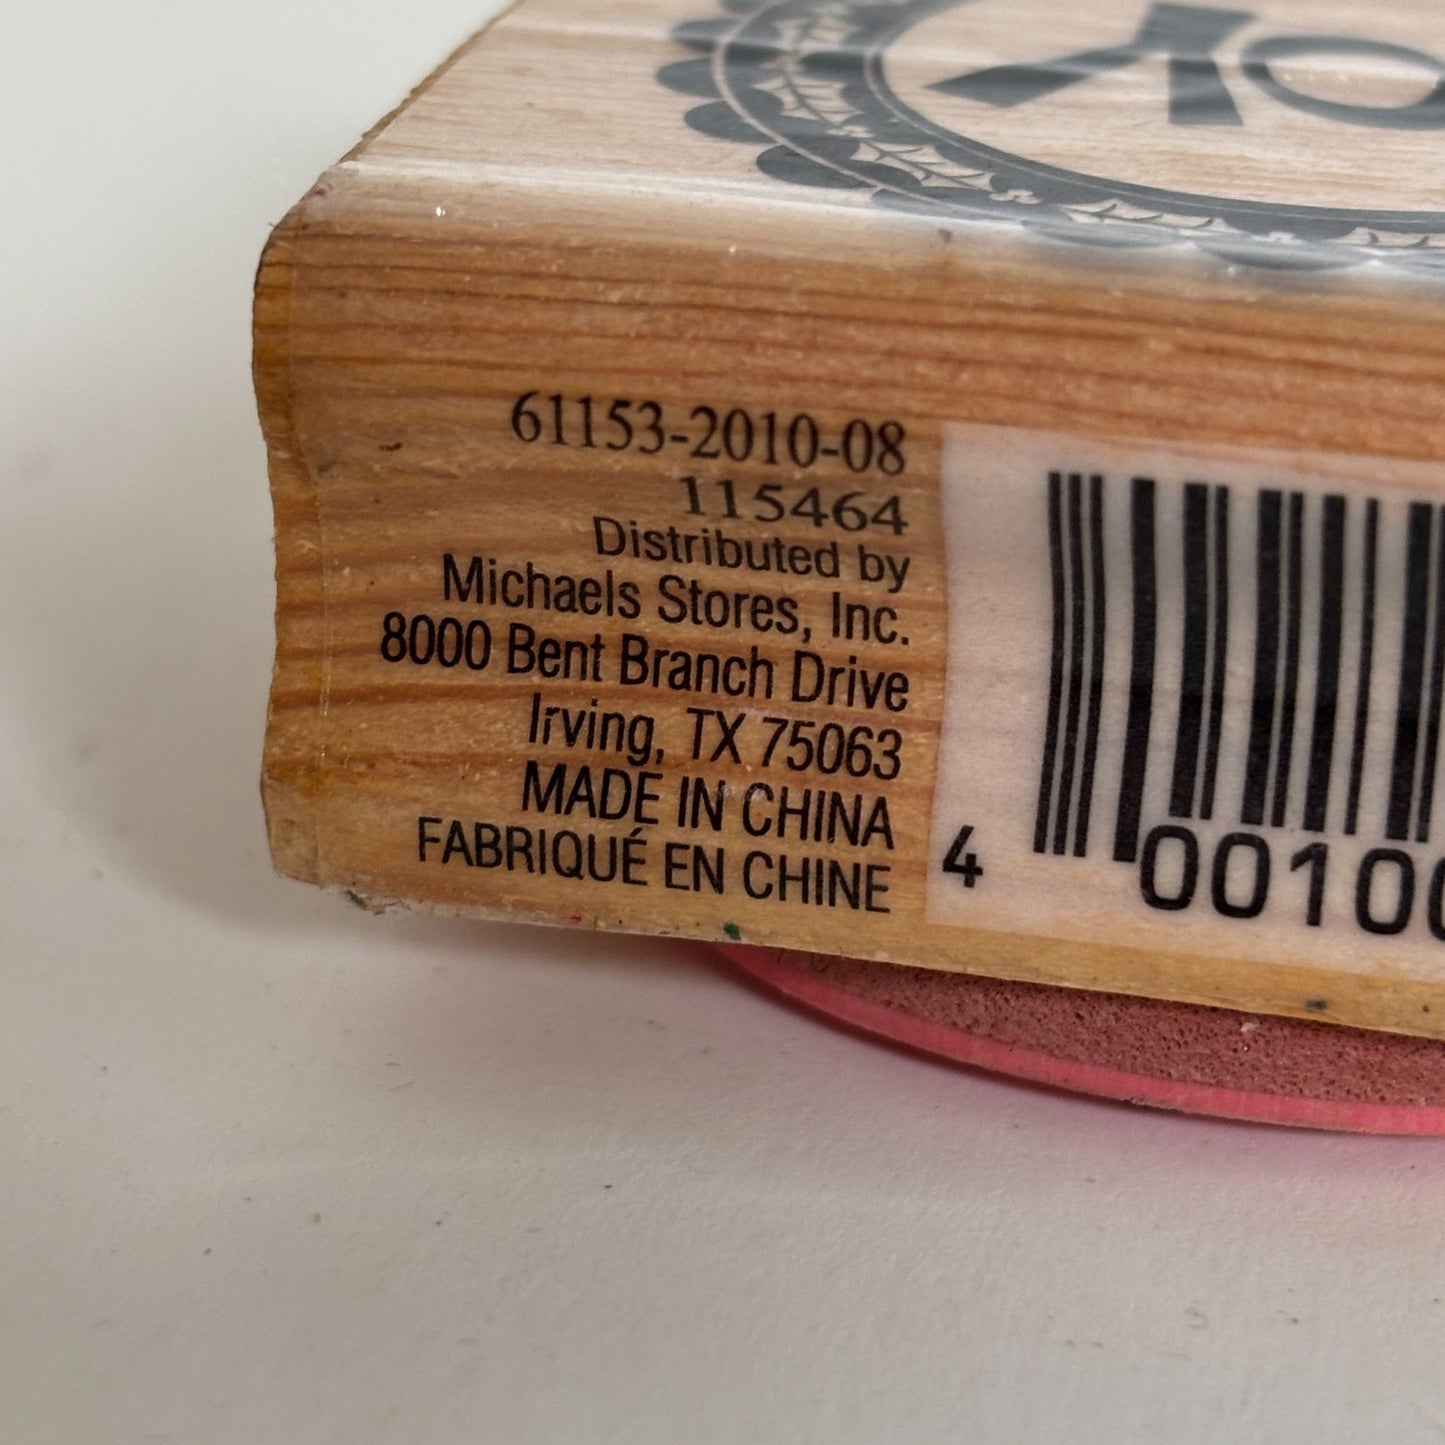 61153-2010-08
115464
Distributed by
Michaels Stores, Inc.
8000 Bent Branch Drive
Irving, TX 75063
MADE IN CHINA
FABRIQUÉ EN CHINE
4 00100